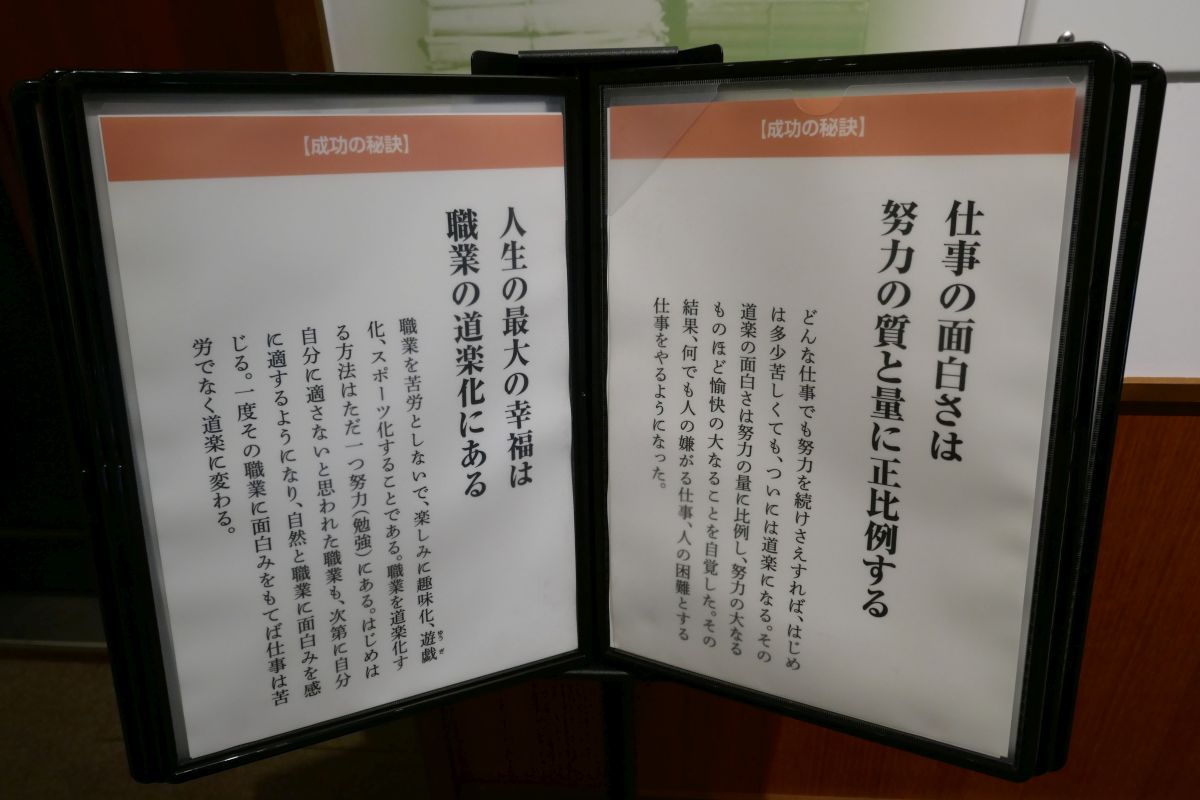 【成功の秘訣】
仕事の面白さは
努力の質と量に正比例する
どんな仕事でも努力を続けさえすれば、はじめ
は多少苦しくても、ついには道楽になる。その
道楽の面白さは努力の量に比例し、努力の大なる
ものほど愉快の大なることを自覚した。その
結果、何でも人の嫌がる仕事、人の困難とする
仕事をやるようになった。
【成功の秘訣】
人生の最大の幸福は
職業の道楽化にある
職業を苦労としないで、楽しみに趣味化、遊戯
ゆうぎ
化、スポーツ化することである。職業を道楽化す
る方法はただ一つ努力（勉強）にある。はじめは
自分に適さないと思われた職業も、次第に自分
に適するようになり、自然と職業に面白みを感
じる。一度その職業に面白みをもてば仕事は苦
労でなく道楽に変わる。